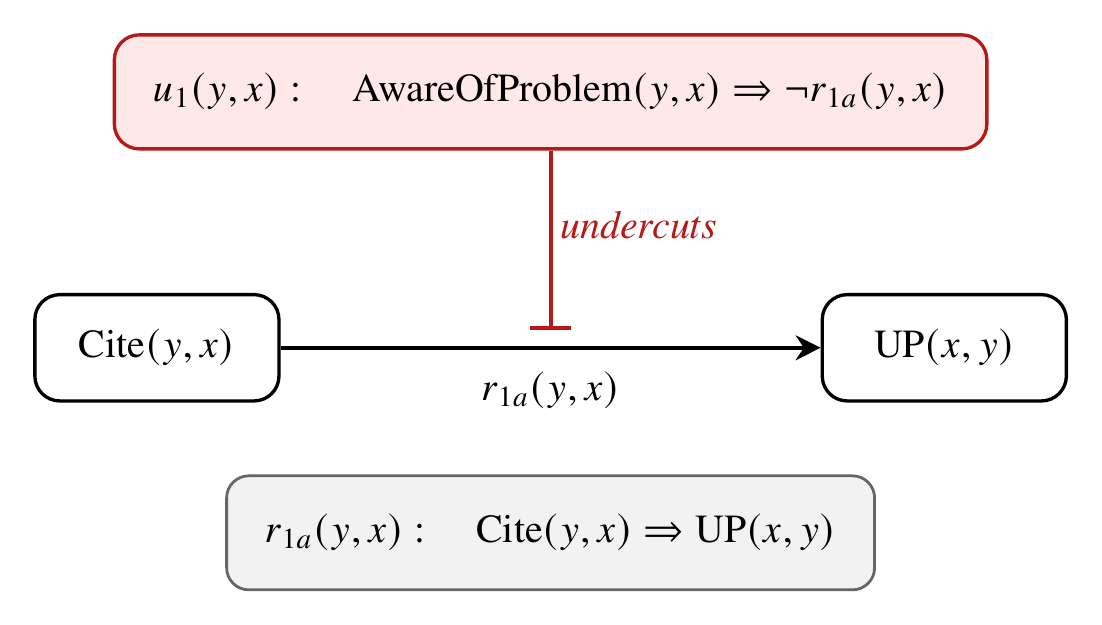 u₁(y, x) : AwareOfProblem(y, x) ⇒ ¬r₁ₐ(y, x)
undercuts
Cite(y, x)
UP(x, y)
r₁ₐ(y, x)
r₁ₐ(y, x) : Cite(y, x) ⇒ UP(x, y)